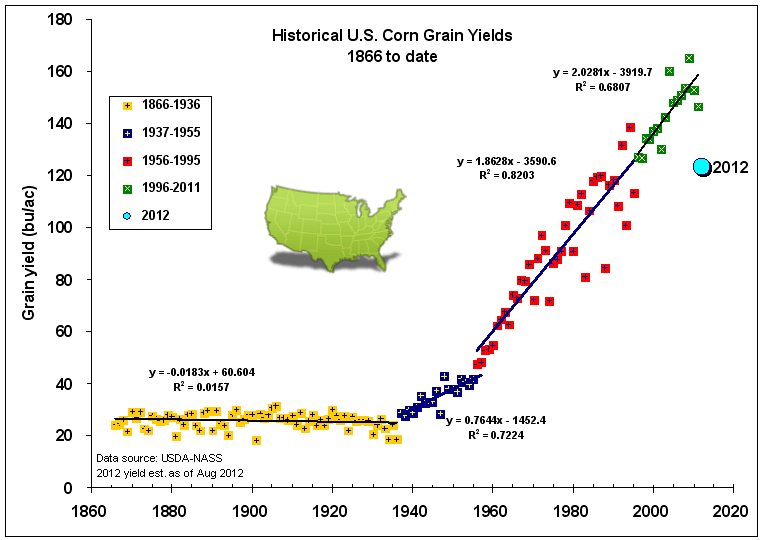 Historical U.S. Corn Grain Yields
1866 to date
y = 2.0281x - 3919.7
R² = 0.6807
1866-1936
1937-1955
1956-1995
1996-2011
2012
y = 1.8628x - 3590.6
R² = 0.8203
2012
y = -0.0183x + 60.604
R² = 0.0157
y = 0.7644x - 1452.4
R² = 0.7224
Data source: USDA-NASS
2012 yield est. as of Aug 2012
Grain yield (bu/ac)
180
160
140
120
100
80
60
40
20
0
1860 1880 1900 1920 1940 1960 1980 2000 2020